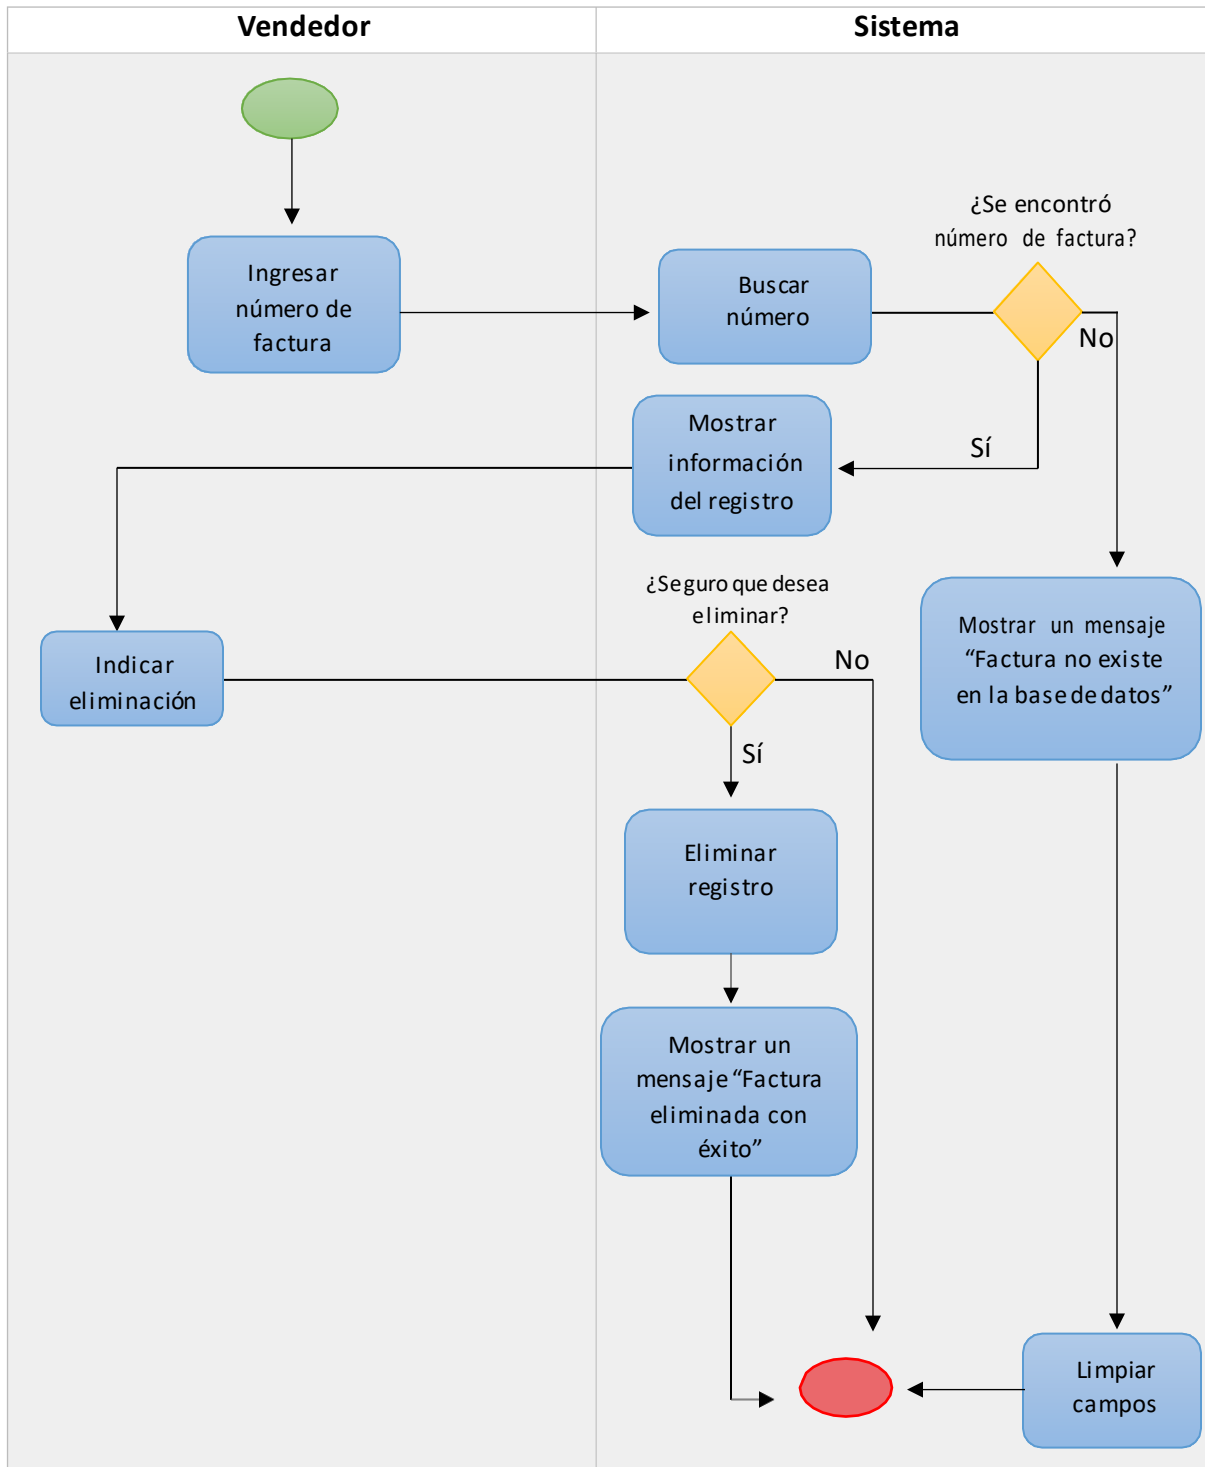 Vendedor
Sistema
¿Se encontró
número de factura?
Ingresar
número de
factura
Buscar
número
No
Mostrar
información
del registro
Sí
¿Seguro que desea
eliminar?
Mostrar un mensaje
“Factura no existe
en la base de datos”
Indicar
eliminación
No
Sí
Eliminar
registro
Mostrar un
mensaje “Factura
eliminada con
éxito”
Limpiar
campos